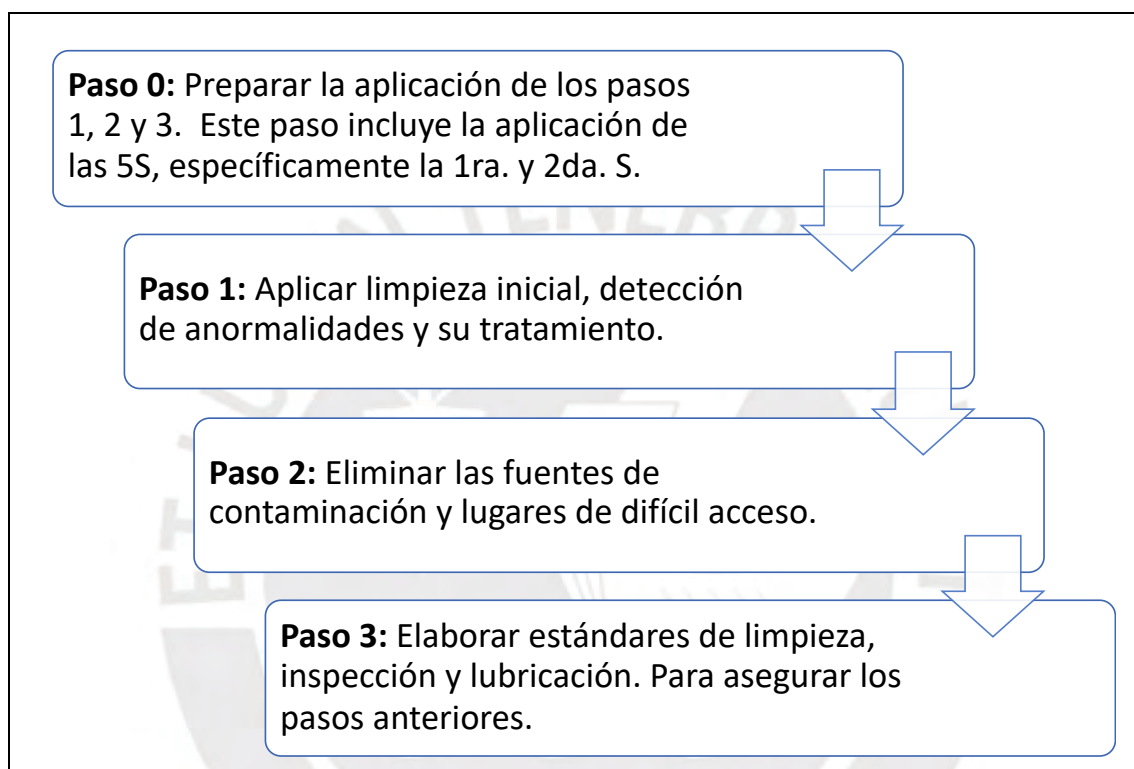 Paso 0: Preparar la aplicación de los pasos
1, 2 y 3.  Este paso incluye la aplicación de
las 5S, específicamente la 1ra. y 2da. S.
Paso 1: Aplicar limpieza inicial, detección
de anormalidades y su tratamiento.
Paso 2: Eliminar las fuentes de
contaminación y lugares de difícil acceso.
Paso 3: Elaborar estándares de limpieza,
inspección y lubricación. Para asegurar los
pasos anteriores.